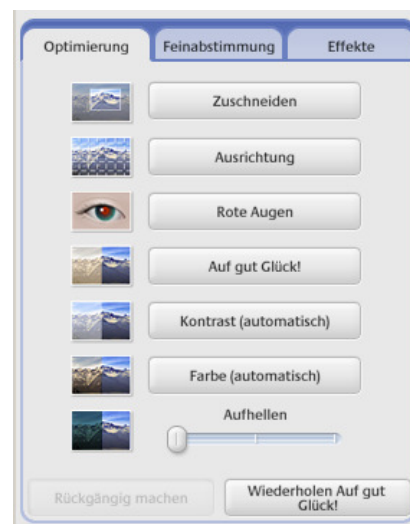 Optimierung Feinabstimmung Effekte
Zuschneiden
Ausrichtung
Rote Augen
Auf gut Glück!
Kontrast (automatisch)
Farbe (automatisch)
Aufhellen
Rückgängig machen
Wiederholen Auf gut
Glück!